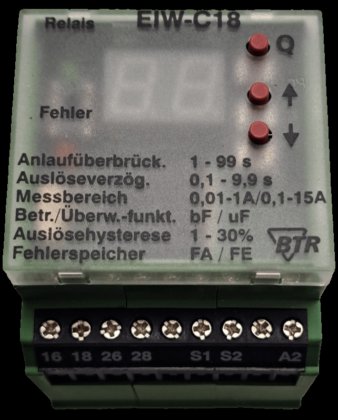 Relais EIW-C18
88 Q
↑
Fehler
↓
Anlaufüberbrück. 1 - 99 s
Auslöseverzög. 0,1 - 9,9 s
Messbereich 0,01-1A/0,1-15A
Betr./Überw.-funkt. bF / uF
Auslösehysterese 1 - 30%
Fehlerspeicher FA / FE
BTR
16 18 26 28 S1 S2 A2